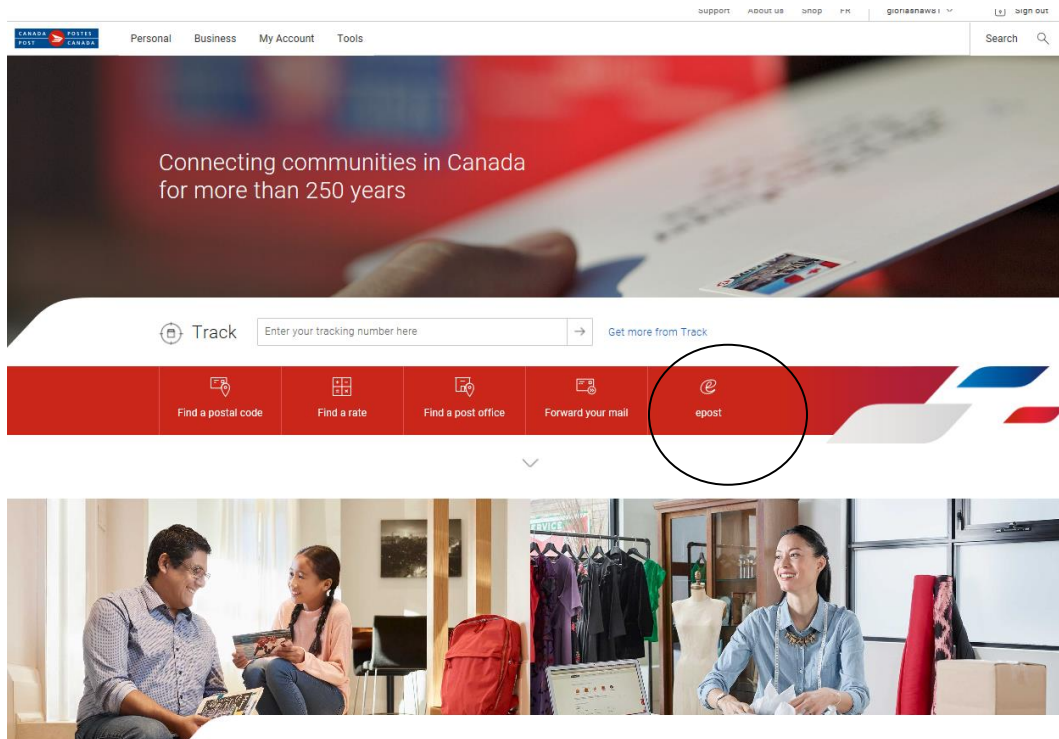 Support About us Shop FR gloriashaw81 Sign out
CANADA POSTES
POST CANADA
Personal Business My Account Tools Search
Connecting communities in Canada
for more than 250 years
Track Enter your tracking number here → Get more from Track
Find a postal code Find a rate Find a post office Forward your mail epost